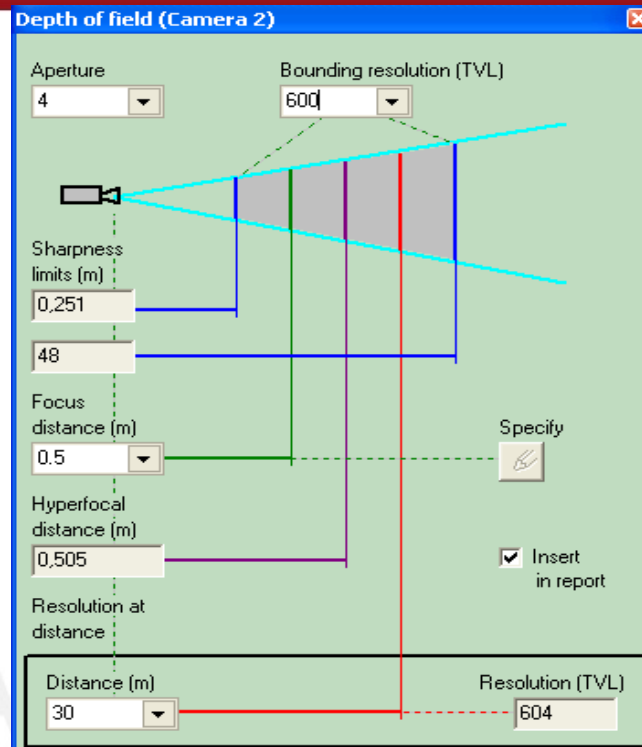 Depth of field (Camera 2)
Aperture
Bounding resolution (TVL)
4
600
Sharpness
limits (m)
0,251
48
Focus
distance (m)
Specify
0.5
Hyperfocal
distance (m)
0,505
Insert
in report
Resolution at
distance
Distance (m)
Resolution (TVL)
30
604